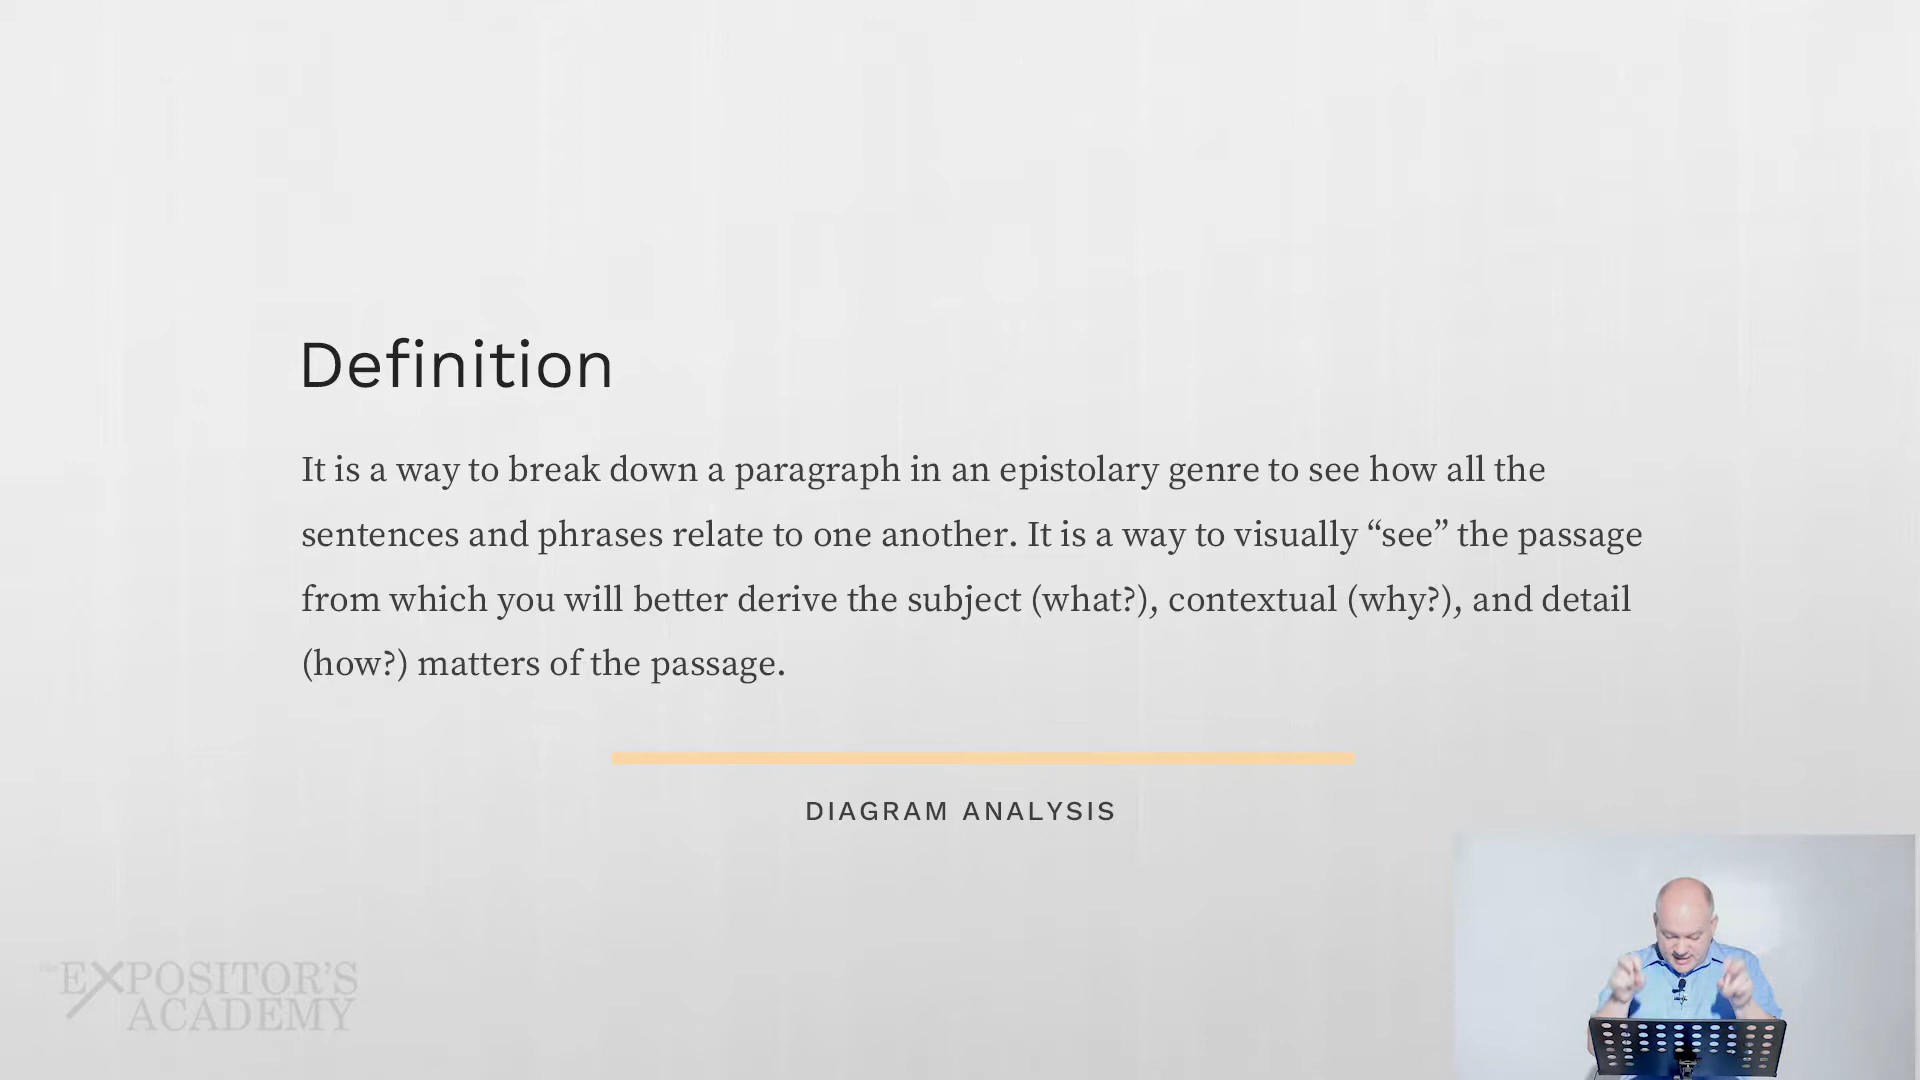 Definition
It is a way to break down a paragraph in an epistolary genre to see how all the
sentences and phrases relate to one another. It is a way to visually “see” the passage
from which you will better derive the subject (what?), contextual (why?), and detail
(how?) matters of the passage.
DIAGRAM ANALYSIS
THE EXPOSITOR’S
ACADEMY